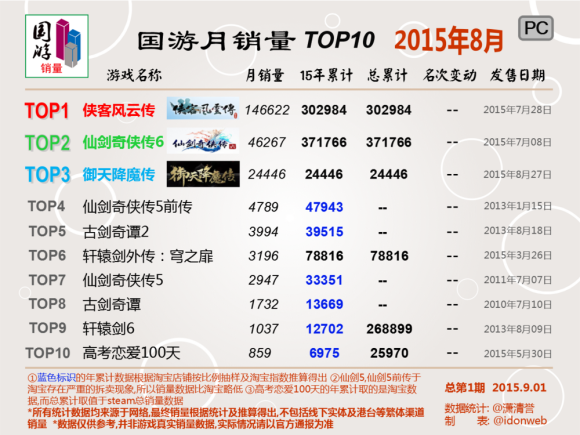 国游
销量
国游月销量 TOP10 2015年8月 PC
游戏名称 月销量 15年累计 总累计 名次变动 发售日期
TOP1 侠客风云传 侠客风云传 146622 302984 302984 -- 2015年7月28日
TOP2 仙剑奇侠传6 仙剑奇侠传 46267 371766 371766 -- 2015年7月08日
TOP3 御天降魔传 御天降魔传 24446 24446 24446 -- 2015年8月27日
TOP4 仙剑奇侠传5前传 4789 47943 -- -- 2013年1月15日
TOP5 古剑奇谭2 3994 39515 -- -- 2013年8月18日
TOP6 轩辕剑外传：穹之扉 3196 78816 78816 -- 2015年3月26日
TOP7 仙剑奇侠传5 2947 33351 -- -- 2011年7月07日
TOP8 古剑奇谭 1732 13669 -- -- 2010年7月10日
TOP9 轩辕剑6 1037 12702 268899 -- 2013年8月09日
TOP10 高考恋爱100天 859 6975 25970 -- 2015年5月30日
①蓝色标识的年累计数据根据淘宝店铺按比例抽样及淘宝指数推算得出 ②仙剑5,仙剑5前传于
淘宝存在严重的拆卖现象,所以销量数据比淘宝略低 ③高考恋爱100天的年累计取的是淘宝数
据,而总累计取值于steam总销量数据
*所有统计数据均来源于网络,最终销量根据统计及推算得出,不包括线下实体及港台等繁体渠道
销量 *数据仅供参考,并非游戏真实销量数据,实际情况请以官方通报为准
总第1期 2015.9.01
数据统计: @潇清誉
制 表: @idonweb